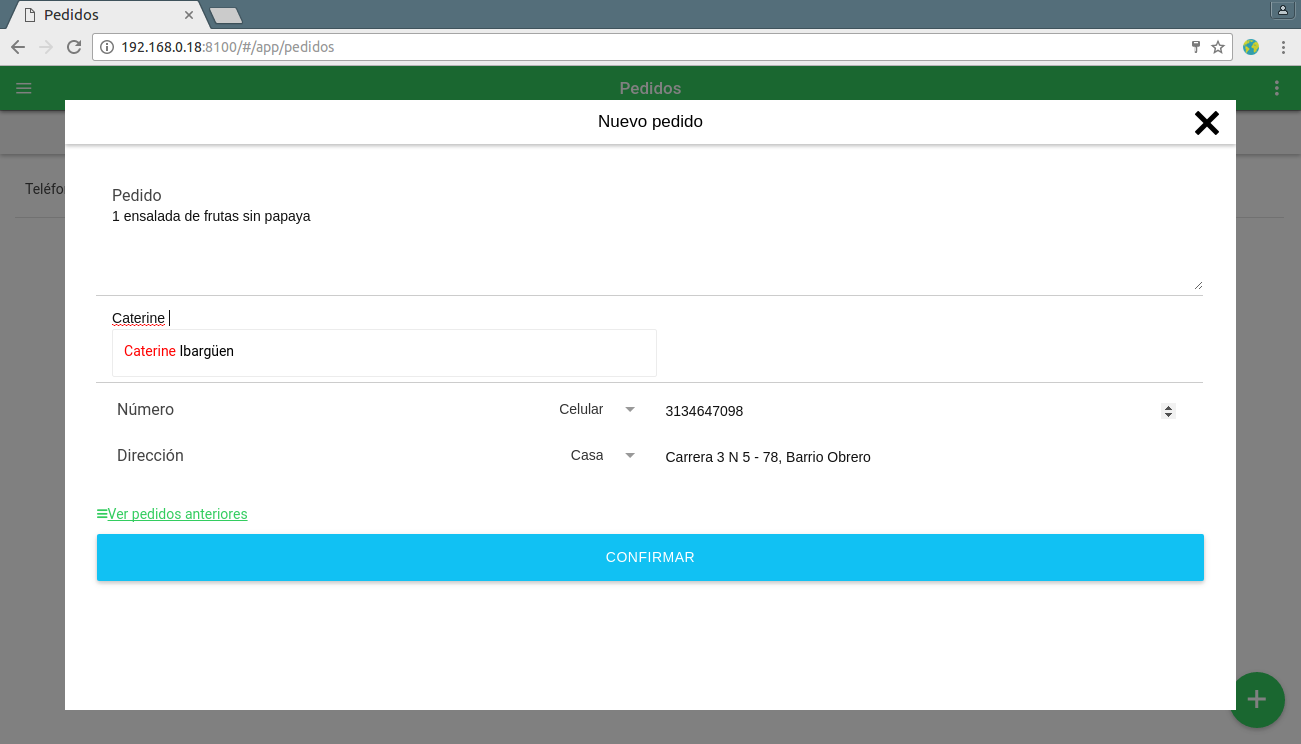 Pedidos
192.168.0.18:8100/#/app/pedidos
Pedidos
Nuevo pedido
Teléfo
Pedido
1 ensalada de frutas sin papaya
Caterine
Caterine Ibargüen
Número Celular 3134647098
Dirección Casa Carrera 3 N 5 - 78, Barrio Obrero
Ver pedidos anteriores
CONFIRMAR